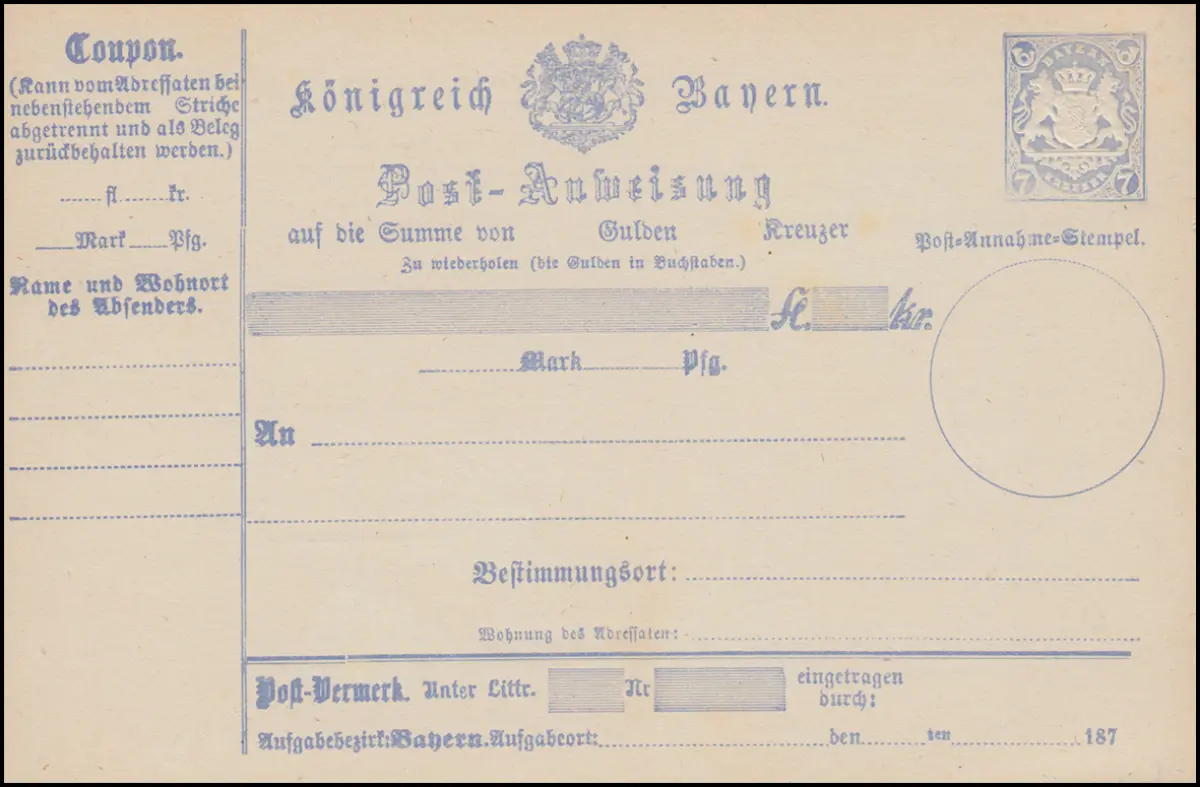 Coupon.
(Kann vom Adressaten bei
nebenstehendem Striche
abgetrennt und als Beleg
zurückbehalten werden.)
fl. kr.
Mark Pfg.
Name und Wohnort
des Absenders.
Königreich Bayern.
Post-Anweisung
auf die Summe von Gulden Kreuzer
Zu wiederholen (die Gulden in Buchstaben.)
fl. kr.
Mark Pfg.
An
Bestimmungsort:
Wohnung des Adressaten:
Post-Vermerk. Unter Littr. Nr eingetragen
durch:
Aufgabebezirk: Bayern. Aufgabeort: den ten 187
BAYERN
7 7
Post-Annahme-Stempel.